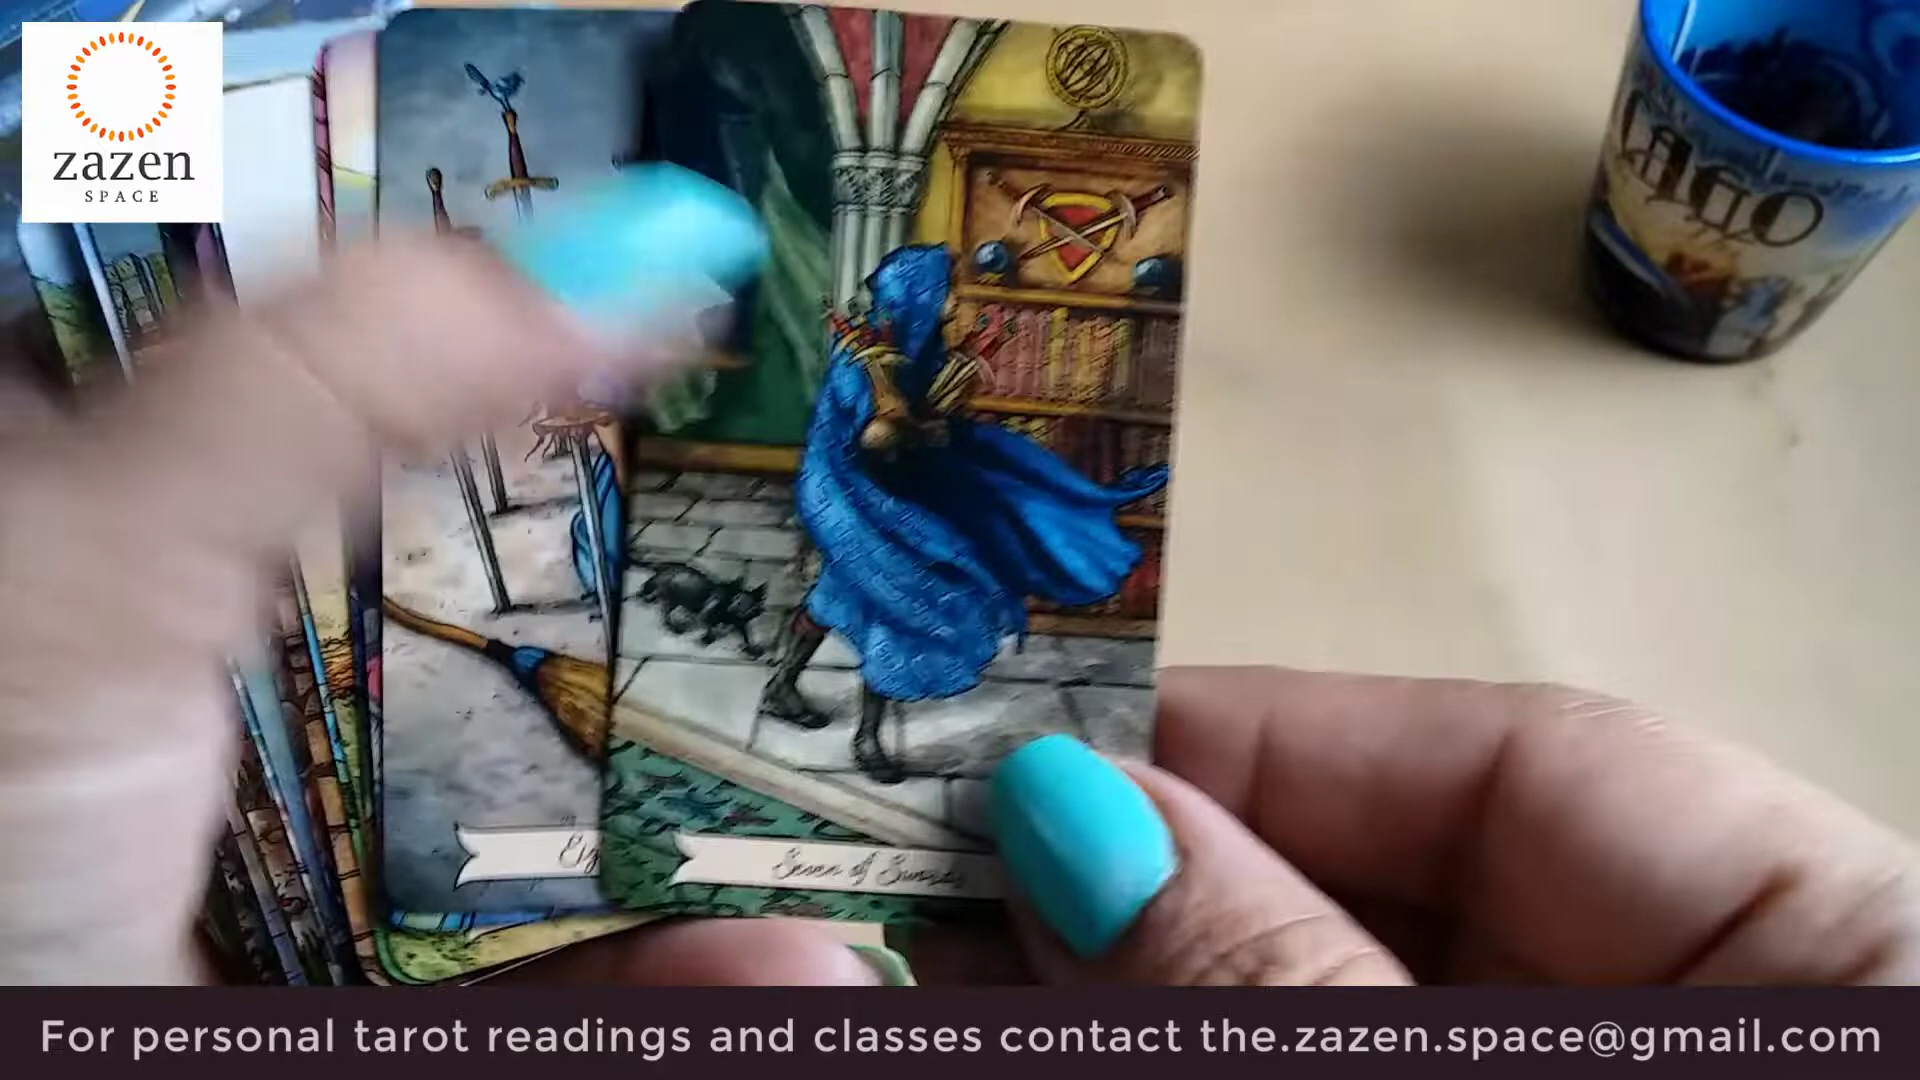 zazen
SPACE
Seven of Swords
For personal tarot readings and classes contact the.zazen.space@gmail.com